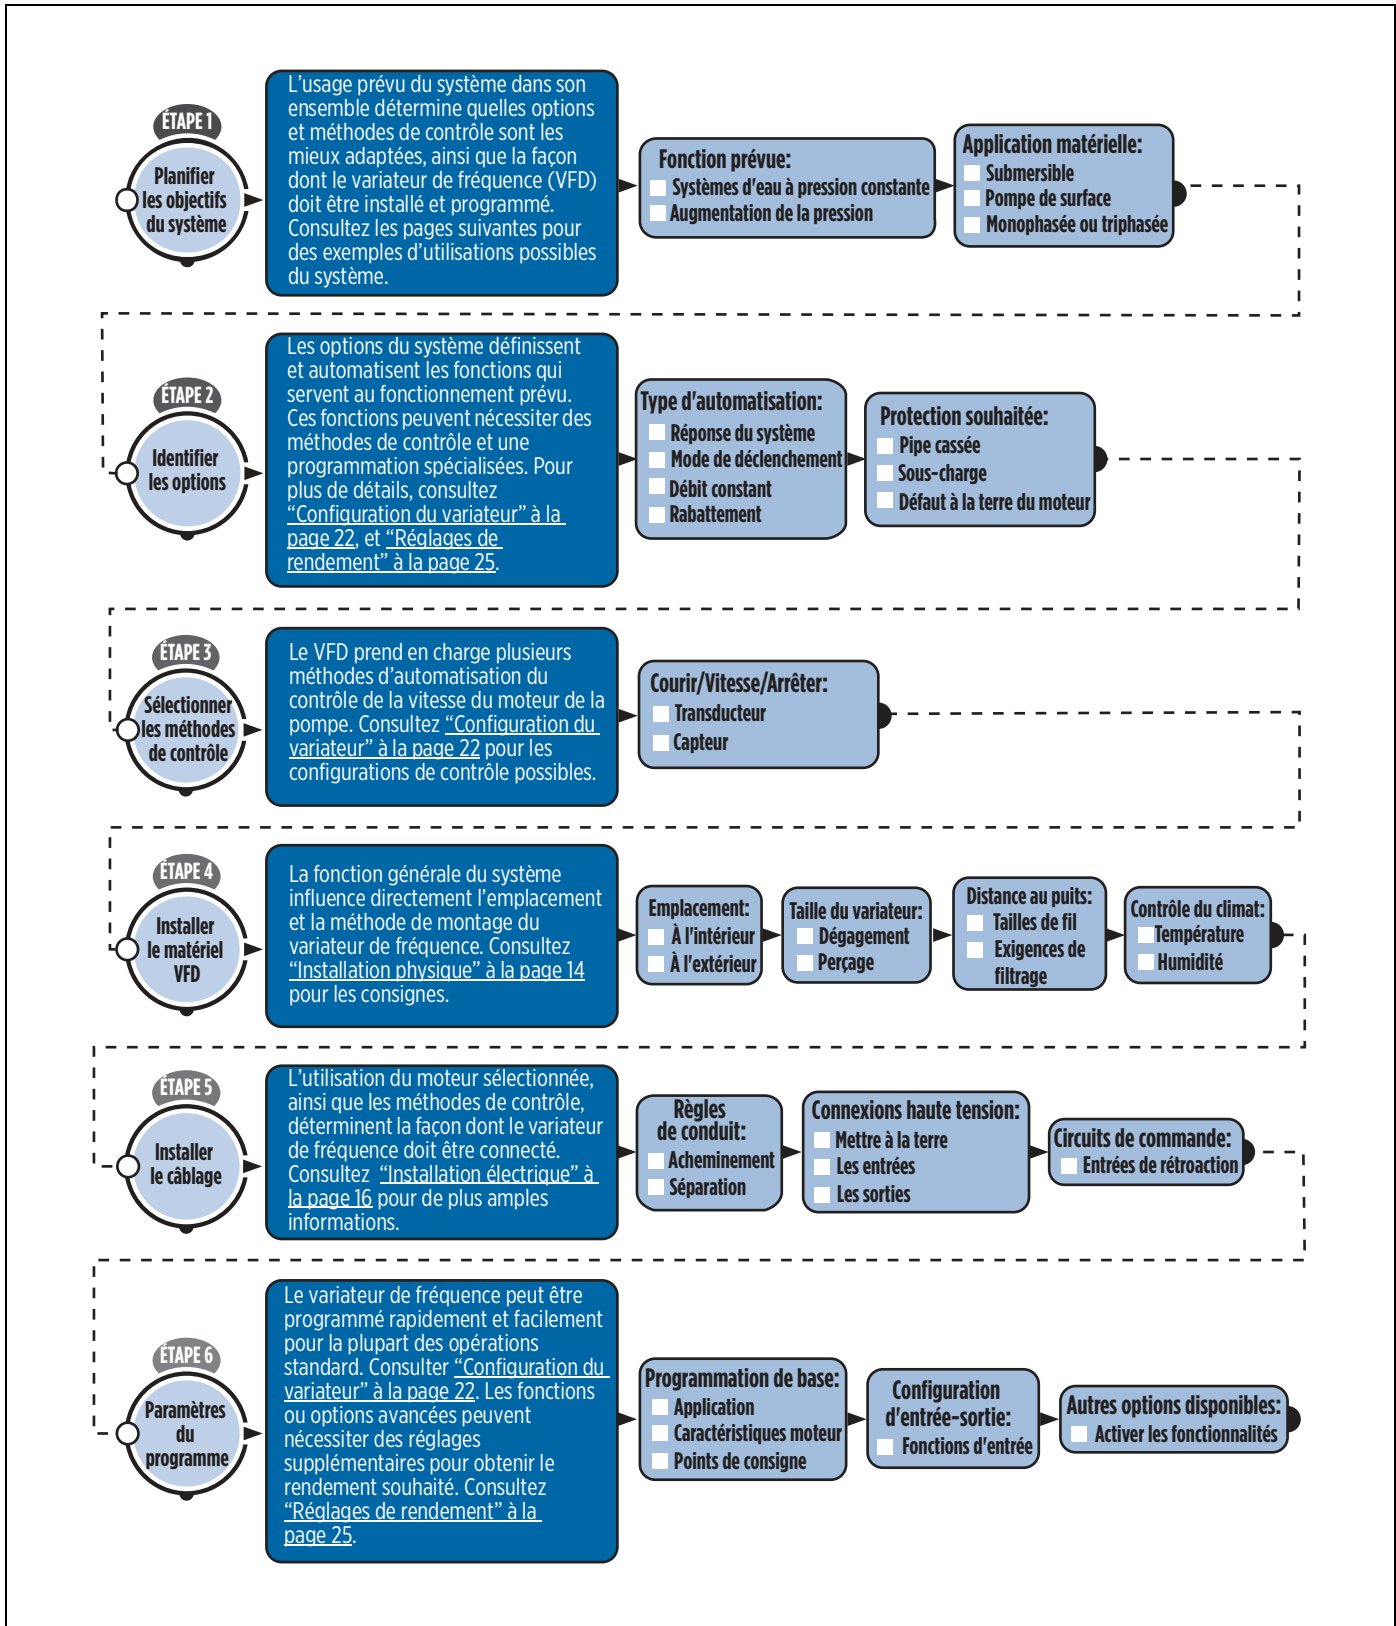 ÉTAPE 1
Planifier
les objectifs
du système
L'usage prévu du système dans son
ensemble détermine quelles options
et méthodes de contrôle sont les
mieux adaptées, ainsi que la façon
dont le variateur de fréquence (VFD)
doit être installé et programmé.
Consultez les pages suivantes pour
des exemples d'utilisations possibles
du système.
Fonction prévue:
Systèmes d'eau à pression constante
Augmentation de la pression
Application matérielle:
Submersible
Pompe de surface
Monophasée ou triphasée
ÉTAPE 2
Identifier
les options
Les options du système définissent
et automatisent les fonctions qui
servent au fonctionnement prévu.
Ces fonctions peuvent nécessiter des
méthodes de contrôle et une
programmation spécialisées. Pour
plus de détails, consultez
“Configuration du variateur” à la
page 22, et “Réglages de
rendement” à la page 25.
Type d'automatisation:
Réponse du système
Mode de déclenchement
Débit constant
Rabattement
Protection souhaitée:
Pipe cassée
Sous-charge
Défaut à la terre du moteur
ÉTAPE 3
Sélectionner
les méthodes
de contrôle
Le VFD prend en charge plusieurs
méthodes d'automatisation du
contrôle de la vitesse du moteur de la
pompe. Consultez “Configuration du
variateur” à la page 22 pour les
configurations de contrôle possibles.
Courir/Vitesse/Arrêter:
Transducteur
Capteur
ÉTAPE 4
Installer
le matériel
VFD
La fonction générale du système
influence directement l'emplacement
et la méthode de montage du
variateur de fréquence. Consultez
“Installation physique” à la page 14
pour les consignes.
Emplacement:
À l'intérieur
À l'extérieur
Taille du variateur:
Dégagement
Perçage
Distance au puits:
Tailles de fil
Exigences de
filtrage
Contrôle du climat:
Température
Humidité
ÉTAPE 5
Installer
le câblage
L'utilisation du moteur sélectionnée,
ainsi que les méthodes de contrôle,
déterminent la façon dont le variateur
de fréquence doit être connecté.
Consultez “Installation électrique” à
la page 16 pour de plus amples
informations.
Règles
de conduit:
Acheminement
Séparation
Connexions haute tension:
Mettre à la terre
Les entrées
Les sorties
Circuits de commande:
Entrées de rétroaction
ÉTAPE 6
Paramètres
du
programme
Le variateur de fréquence peut être
programmé rapidement et facilement
pour la plupart des opérations
standard. Consulter “Configuration du
variateur” à la page 22. Les fonctions
ou options avancées peuvent
nécessiter des réglages
supplémentaires pour obtenir le
rendement souhaité. Consultez
“Réglages de rendement” à la
page 25.
Programmation de base:
Application
Caractéristiques moteur
Points de consigne
Configuration
d'entrée-sortie:
Fonctions d'entrée
Autres options disponibles:
Activer les fonctionnalités